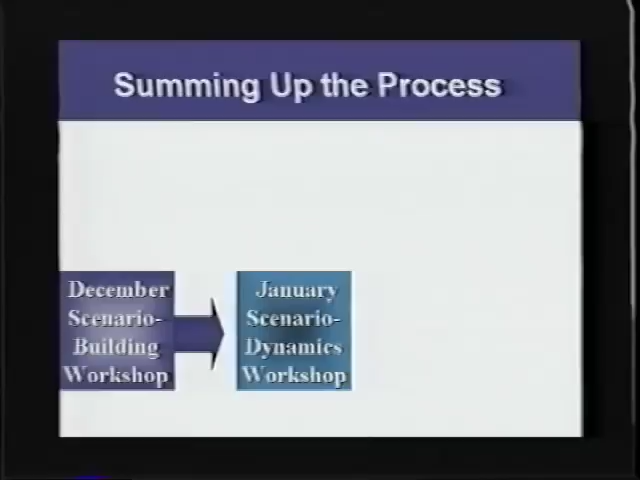 Summing Up the Process
December
Scenario-
Building
Workshop
January
Scenario-
Dynamics
Workshop